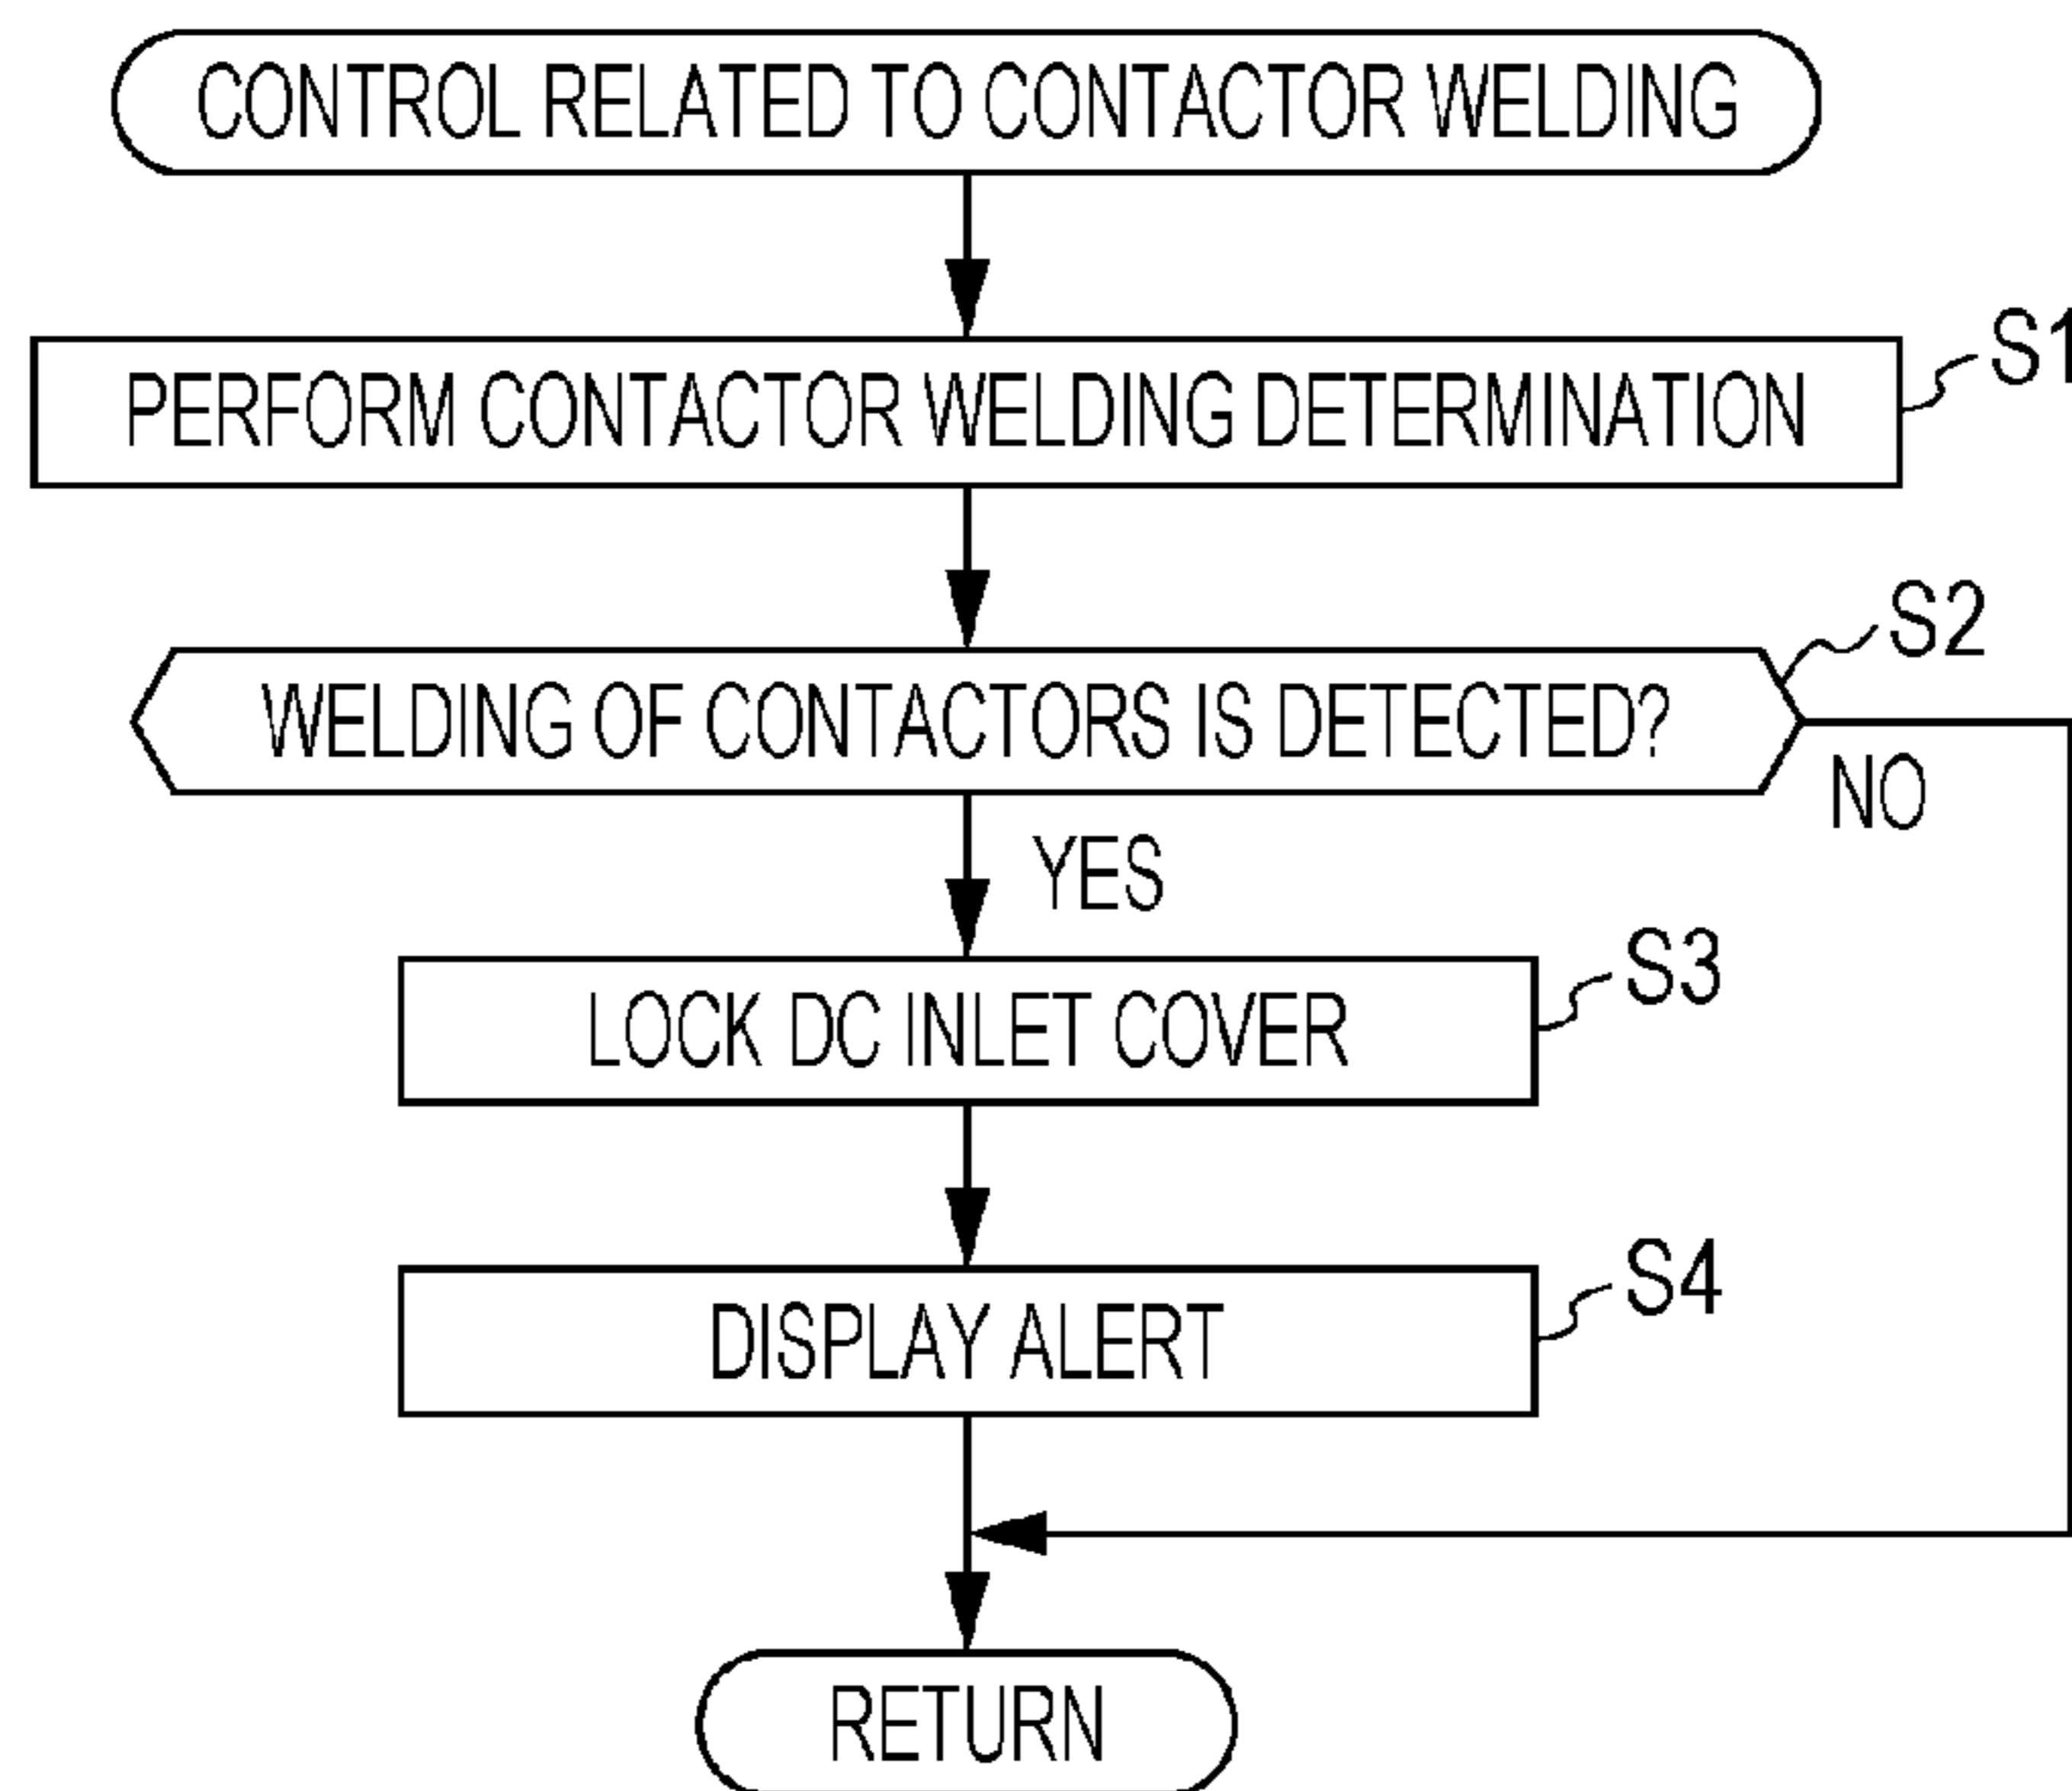 CONTROL RELATED TO CONTACTOR WELDING
S1
PERFORM CONTACTOR WELDING DETERMINATION
S2
WELDING OF CONTACTORS IS DETECTED?
NO
YES
S3
LOCK DC INLET COVER
S4
DISPLAY ALERT
RETURN